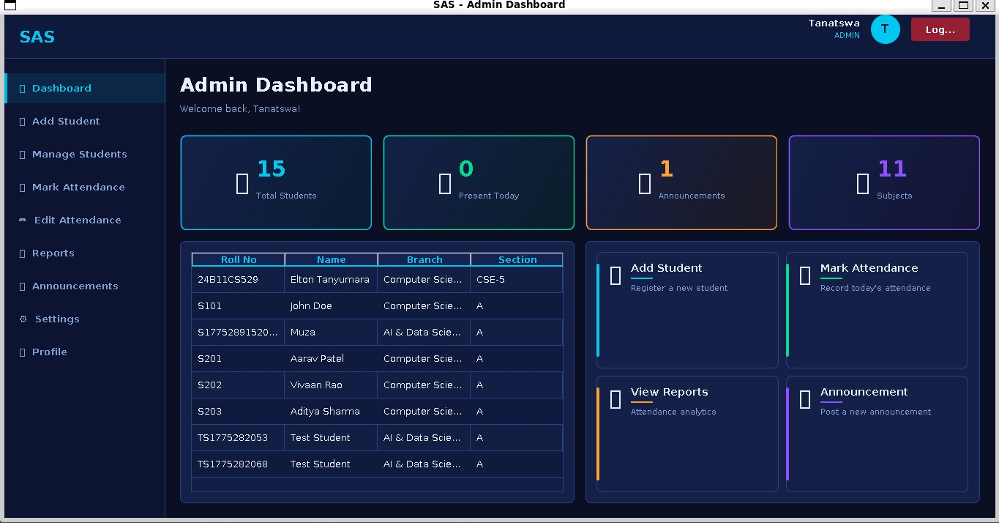 SAS - Admin Dashboard
SAS
Tanatswa
ADMIN
T
Log...
Dashboard
Add Student
Manage Students
Mark Attendance
Edit Attendance
Reports
Announcements
Settings
Profile
Admin Dashboard
Welcome back, Tanatswa!
15
Total Students
0
Present Today
1
Announcements
11
Subjects
Roll No Name Branch Section
24B11CS529 Elton Tanyumara Computer Scie... CSE-5
S101 John Doe Computer Scie... A
S17752891520... Muza AI & Data Scie... A
S201 Aarav Patel Computer Scie... A
S202 Vivaan Rao Computer Scie... A
S203 Aditya Sharma Computer Scie... A
TS1775282053 Test Student AI & Data Scie... A
TS1775282068 Test Student AI & Data Scie... A
Add Student
Register a new student
Mark Attendance
Record today's attendance
View Reports
Attendance analytics
Announcement
Post a new announcement